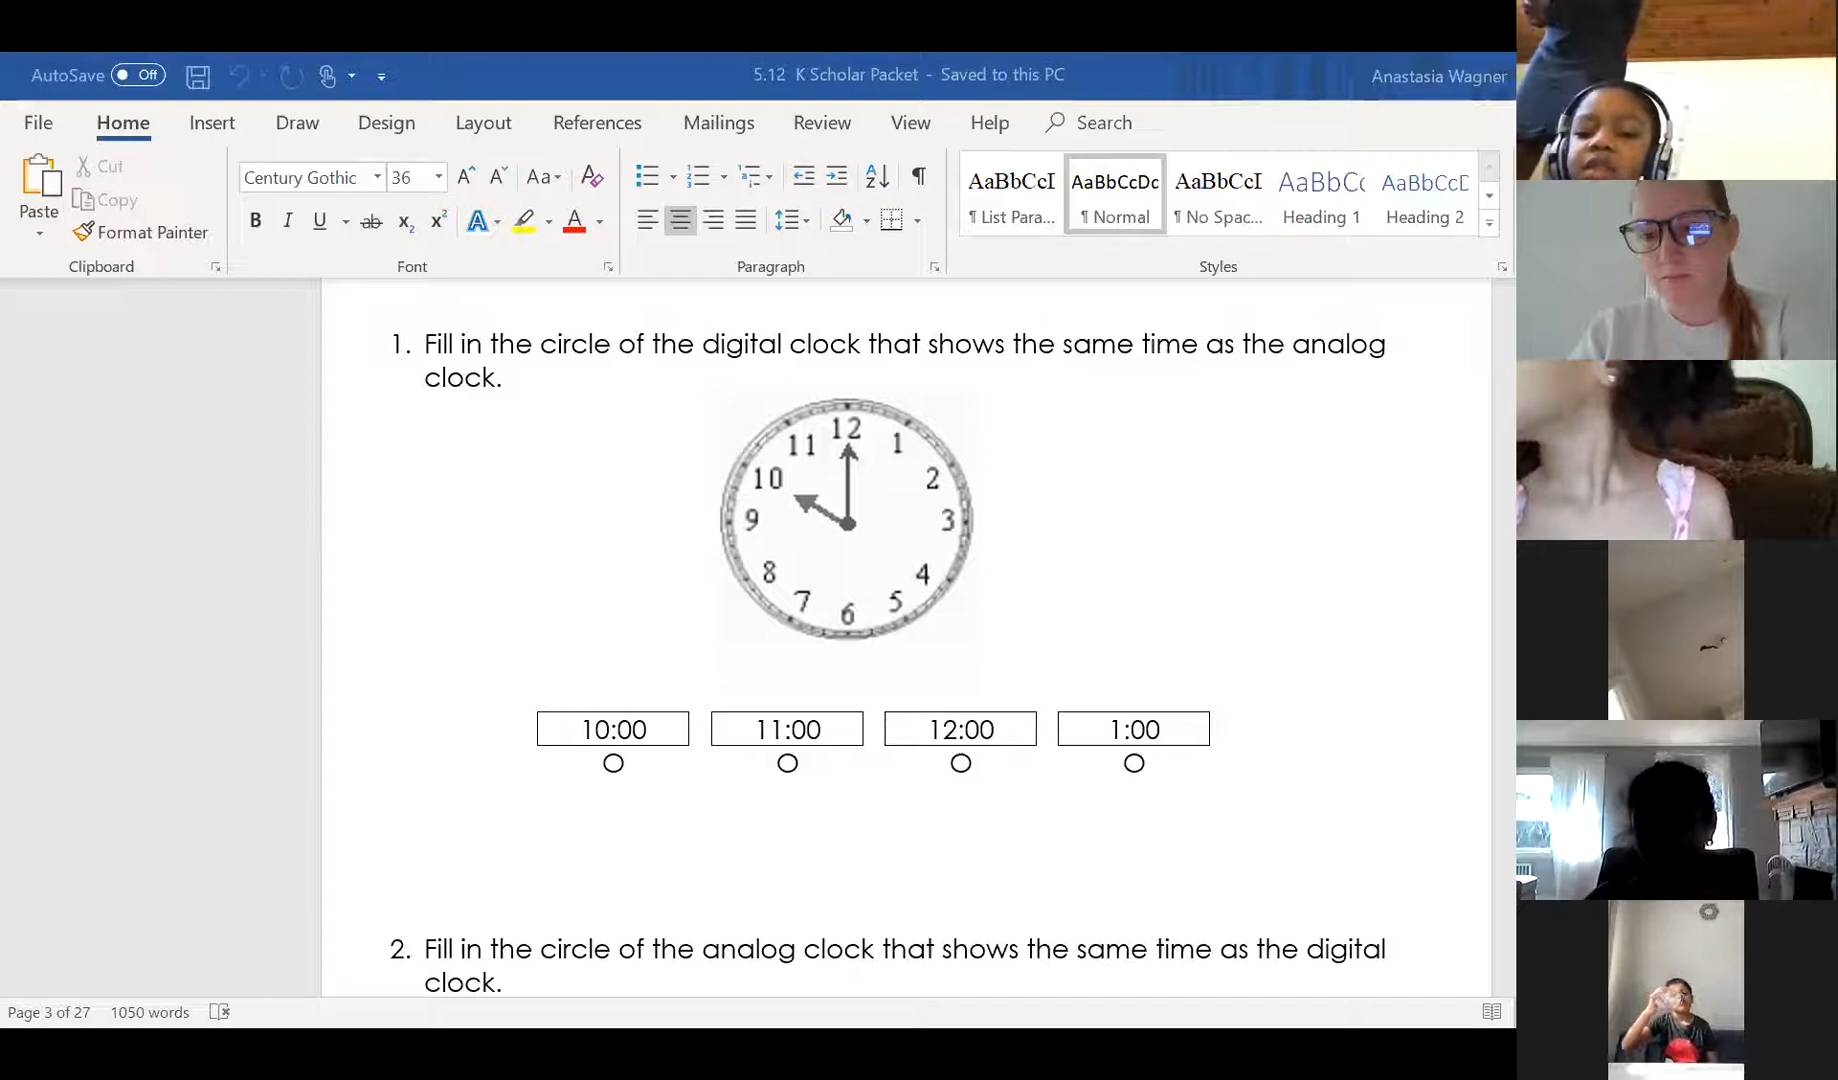 AutoSave Off 5.12 K Scholar Packet - Saved to this PC Anastasia Wagner
File Home Insert Draw Design Layout References Mailings Review View Help Search
Paste
Cut
Copy
Format Painter
Clipboard
Century Gothic 36
Font
Paragraph
AaBbCcI AaBbCcDc AaBbCcI AaBbCc AaBbCcD
¶ List Para... ¶ Normal ¶ No Spac... Heading 1 Heading 2
Styles
1. Fill in the circle of the digital clock that shows the same time as the analog
clock.
12
11 1
10 2
9 3
8 4
7 5
6
10:00 11:00 12:00 1:00
2. Fill in the circle of the analog clock that shows the same time as the digital
clock.
Page 3 of 27 1050 words